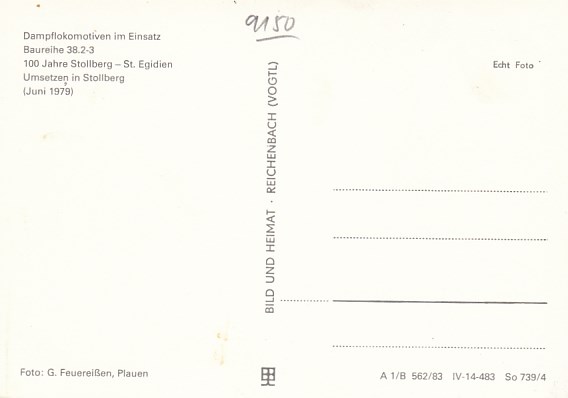 9150
Dampflokomotiven im Einsatz
Baureihe 38.2-3
100 Jahre Stollberg – St. Egidien
Umsetzen in Stollberg
(Juni 1979)
Echt Foto
BILD UND HEIMAT · REICHENBACH (VOGTL)
Foto: G. Feuereißen, Plauen
A 1/B 562/83 IV-14-483 So 739/4